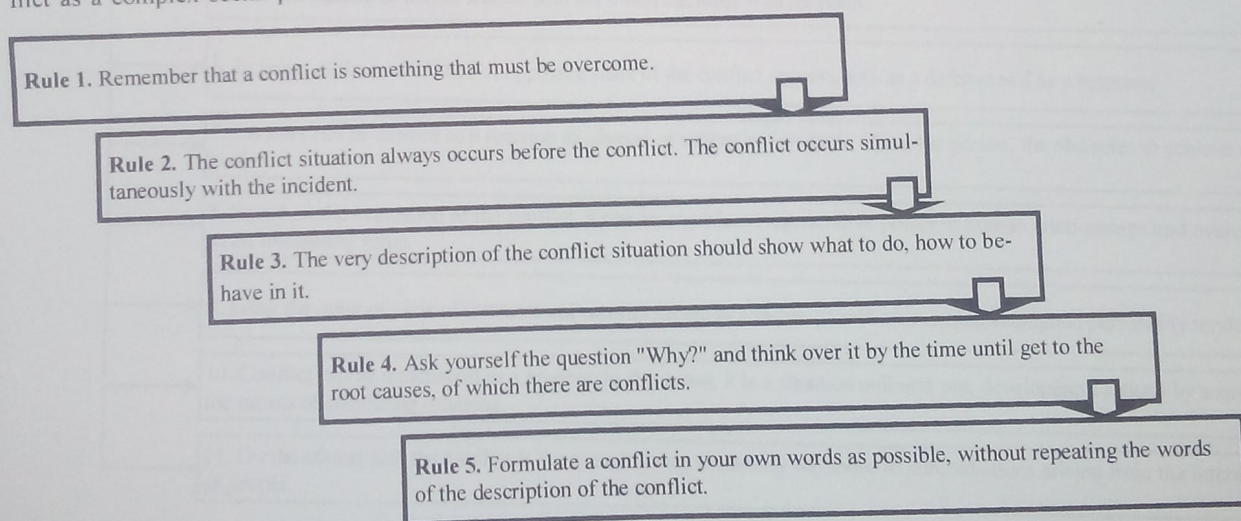 Rule 1. Remember that a conflict is something that must be overcome.
Rule 2. The conflict situation always occurs before the conflict. The conflict occurs simul-
taneously with the incident.
Rule 3. The very description of the conflict situation should show what to do, how to be-
have in it.
Rule 4. Ask yourself the question "Why?" and think over it by the time until get to the
root causes, of which there are conflicts.
Rule 5. Formulate a conflict in your own words as possible, without repeating the words
of the description of the conflict.